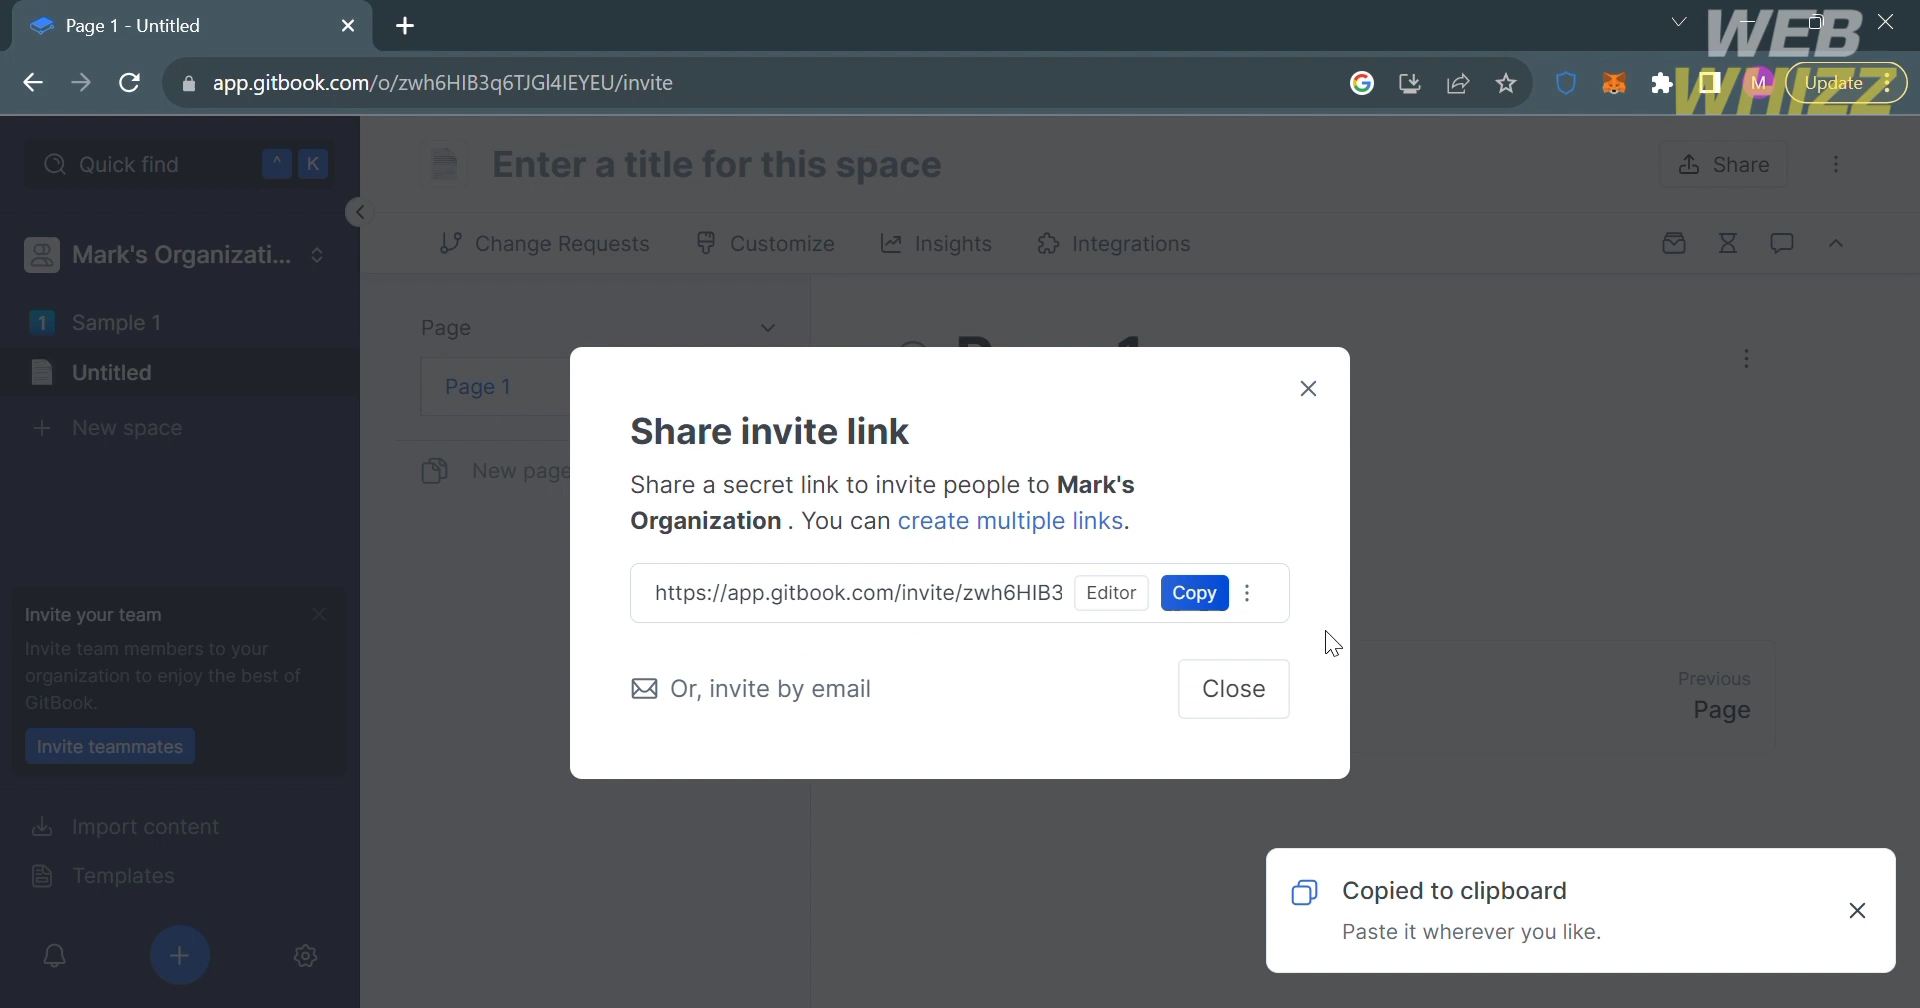 Page 1 - Untitled
WEB
WHIZZ
app.gitbook.com/o/zwh6HIB3q6TJGl4IEYEU/invite
M
Update
Quick find
^ K
Enter a title for this space
Share
Mark's Organizati...
Change Requests
Customize
Insights
Integrations
1 Sample 1
Untitled
New space
Page
Page 1
New page
Share invite link
Share a secret link to invite people to Mark's
Organization . You can create multiple links.
https://app.gitbook.com/invite/zwh6HIB3
Editor
Copy
Or, invite by email
Close
Invite your team
Invite team members to your
organization to enjoy the best of
GitBook.
Invite teammates
Previous
Page
Import content
Templates
Copied to clipboard
Paste it wherever you like.